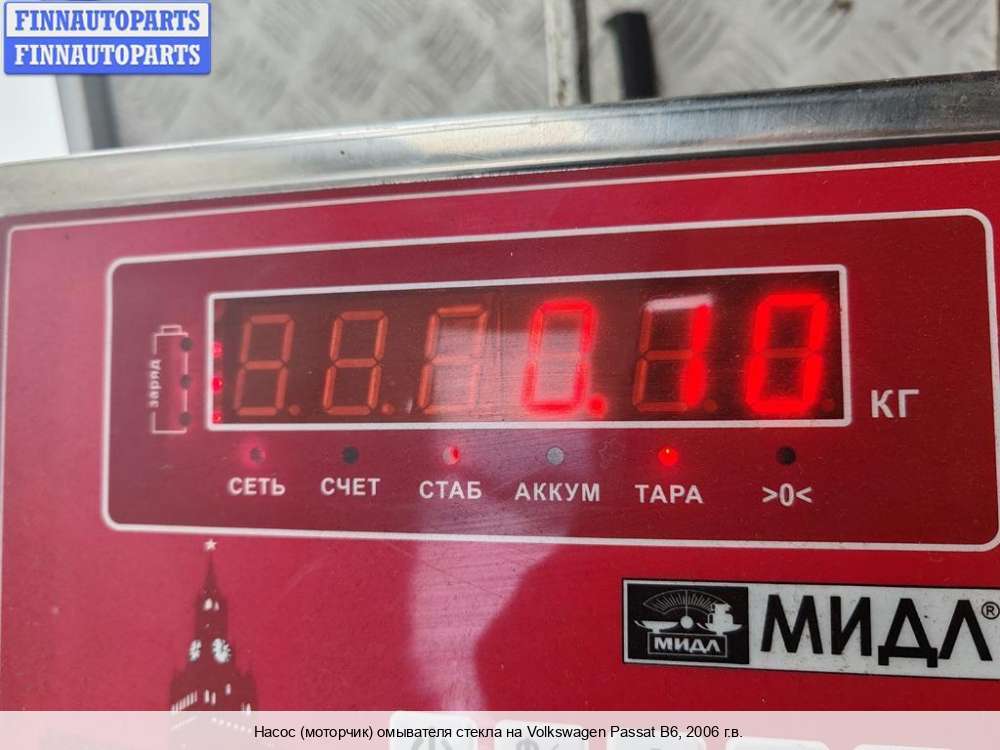 FINNAUTOPARTS
FINNAUTOPARTS
заряд
0.10
КГ
СЕТЬ СЧЕТ СТАБ АККУМ ТАРА >0<
МИДЛ МИДЛ®
Насос (моторчик) омывателя стекла на Volkswagen Passat B6, 2006 г.в.